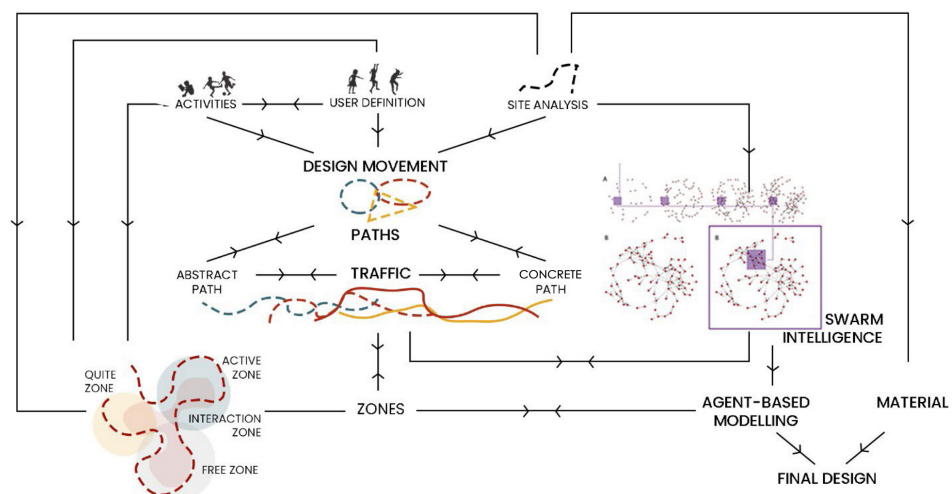 ACTIVITIES
USER DEFINITION
SITE ANALYSIS
DESIGN MOVEMENT
PATHS
A
B
B
ABSTRACT
PATH
TRAFFIC
CONCRETE
PATH
SWARM
INTELLIGENCE
QUITE
ZONE
ACTIVE
ZONE
INTERACTION
ZONE
FREE ZONE
ZONES
AGENT-BASED
MODELLING
MATERIAL
FINAL DESIGN